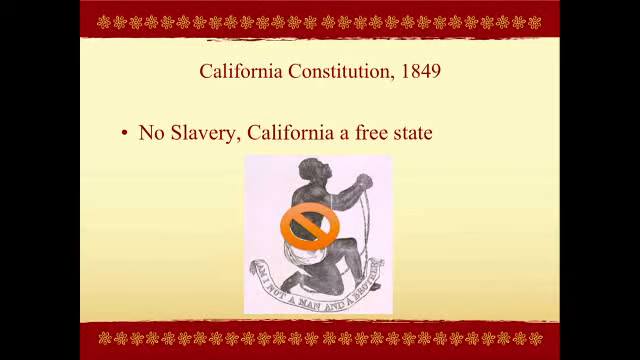 California Constitution, 1849
• No Slavery, California a free state
AM I NOT A MAN AND A BROTHER